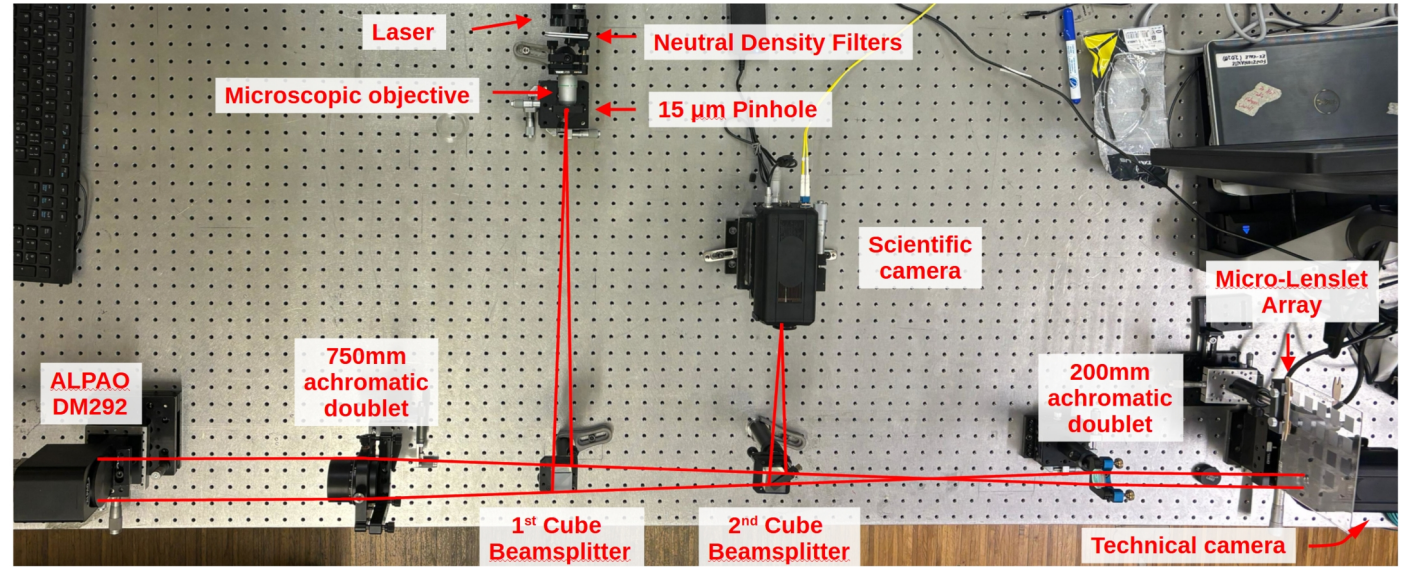 Laser
Neutral Density Filters
Microscopic objective
15 µm Pinhole
Scientific
camera
Micro-Lenslet
Array
750mm
achromatic
doublet
ALPAO
DM292
200mm
achromatic
doublet
1st Cube
Beamsplitter
2nd Cube
Beamsplitter
Technical camera